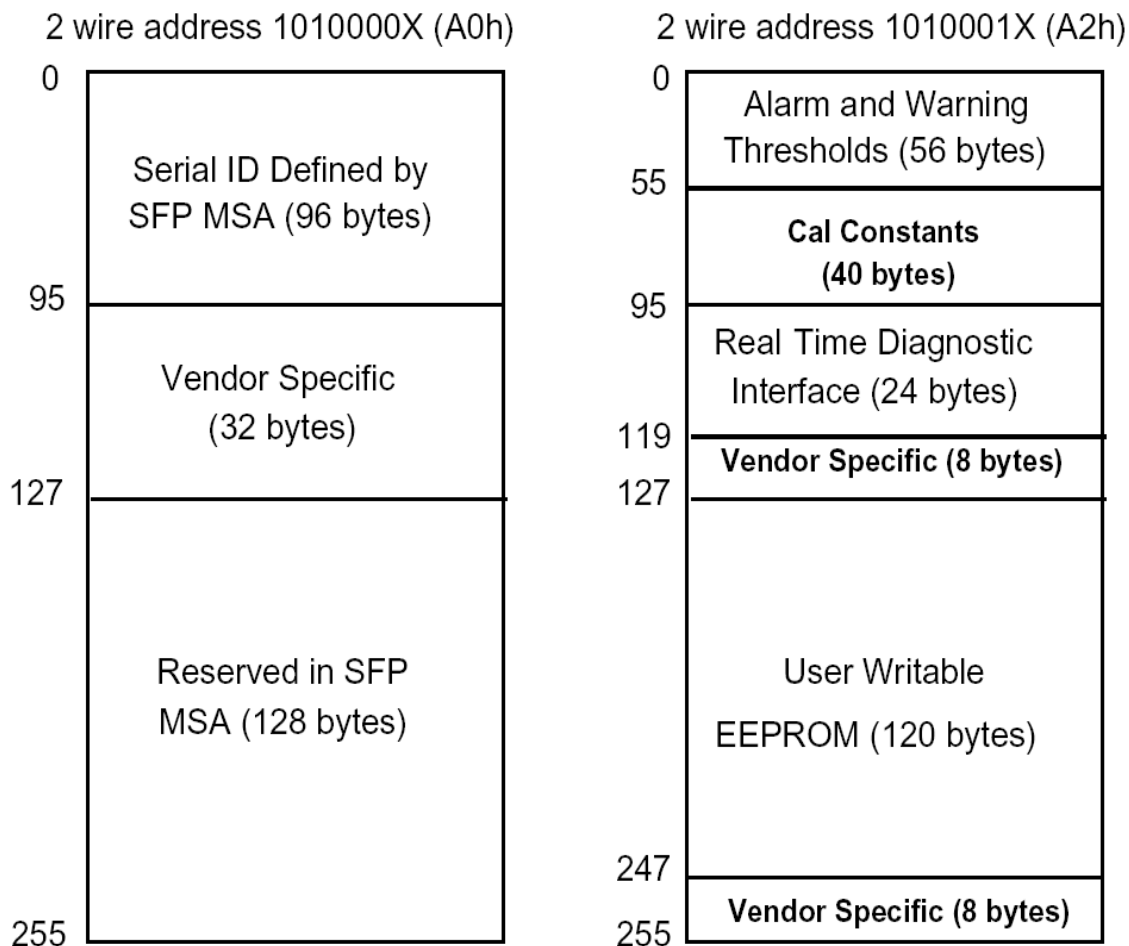 2 wire address 1010000X (A0h)
0
Serial ID Defined by
SFP MSA (96 bytes)
95
Vendor Specific
(32 bytes)
127
Reserved in SFP
MSA (128 bytes)
255
2 wire address 1010001X (A2h)
0
Alarm and Warning
Thresholds (56 bytes)
55
Cal Constants
(40 bytes)
95
Real Time Diagnostic
Interface (24 bytes)
119
Vendor Specific (8 bytes)
127
User Writable
EEPROM (120 bytes)
247
Vendor Specific (8 bytes)
255